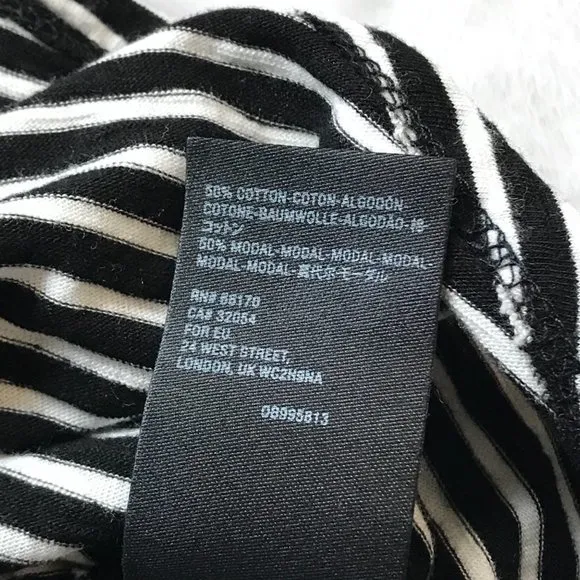 50% COTTON-COTON-ALGODÓN
COTONE-BAUMWOLLE-ALGODÃO-棉-
コットン
50% MODAL-MODAL-MODAL-MODAL-
MODAL-MODAL-莫代尔-モーダル
RN# 66170
CA# 32054
FOR EU
24 WEST STREET,
LONDON, UK WC2H9NA
08995813